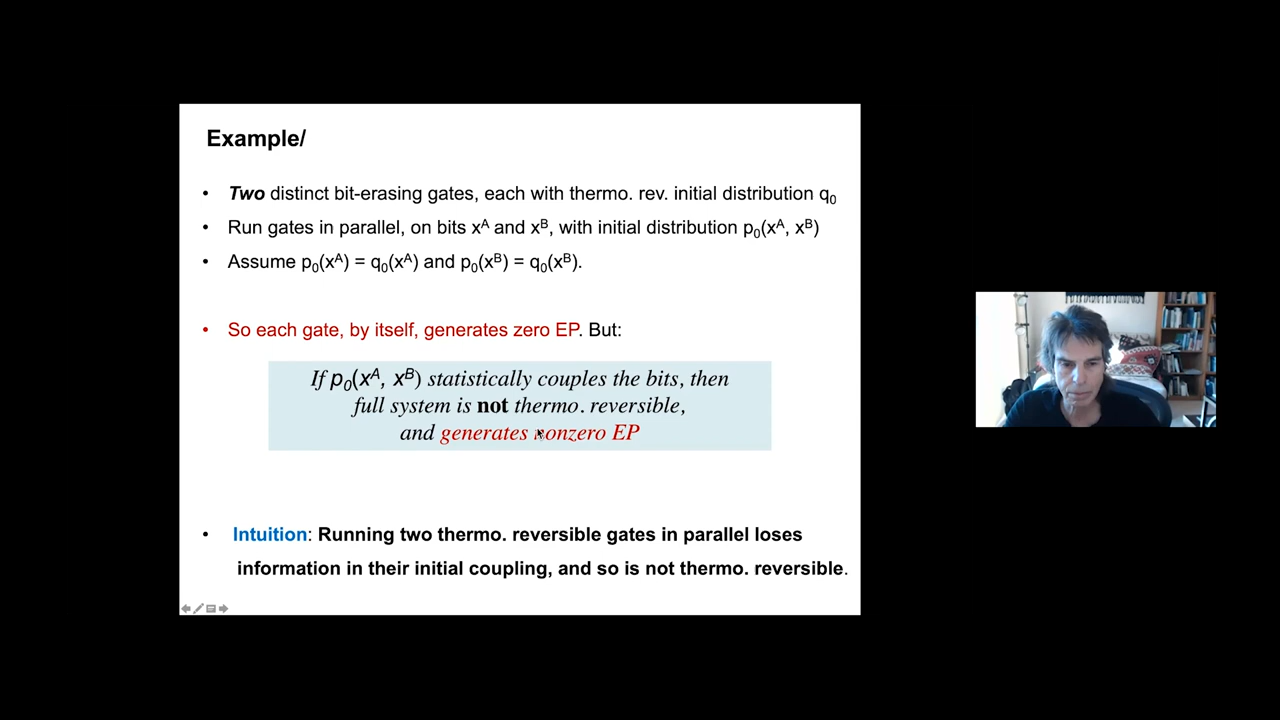 Example/
• Two distinct bit-erasing gates, each with thermo. rev. initial distribution q₀
• Run gates in parallel, on bits xᴬ and xᴮ, with initial distribution p₀(xᴬ, xᴮ)
• Assume p₀(xᴬ) = q₀(xᴬ) and p₀(xᴮ) = q₀(xᴮ).
• So each gate, by itself, generates zero EP. But:
If p₀(xᴬ, xᴮ) statistically couples the bits, then
full system is not thermo. reversible,
and generates nonzero EP
• Intuition: Running two thermo. reversible gates in parallel loses
information in their initial coupling, and so is not thermo. reversible.